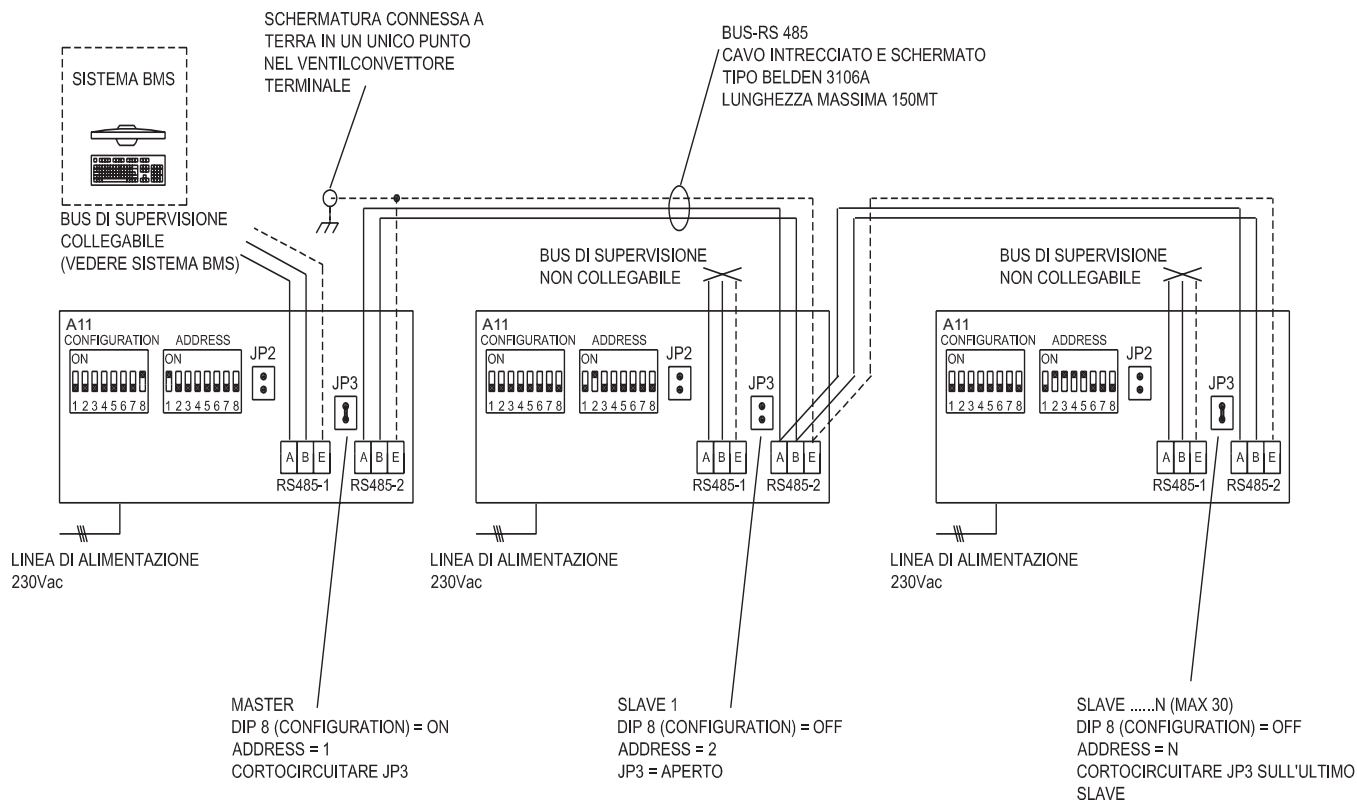 SCHERMATURA CONNESSA A
TERRA IN UN UNICO PUNTO
NEL VENTILCONVETTORE
TERMINALE
BUS-RS 485
CAVO INTRECCIATO E SCHERMATO
TIPO BELDEN 3106A
LUNGHEZZA MASSIMA 150MT
SISTEMA BMS
BUS DI SUPERVISIONE
COLLEGABILE
(VEDERE SISTEMA BMS)
BUS DI SUPERVISIONE
NON COLLEGABILE
BUS DI SUPERVISIONE
NON COLLEGABILE
A11
CONFIGURATION ADDRESS
ON ON JP2
1 2 3 4 5 6 7 8 1 2 3 4 5 6 7 8
JP3
A B E A B E
RS485-1 RS485-2
A11
CONFIGURATION ADDRESS
ON ON JP2
1 2 3 4 5 6 7 8 1 2 3 4 5 6 7 8
JP3
A B E A B E
RS485-1 RS485-2
A11
CONFIGURATION ADDRESS
ON ON JP2
1 2 3 4 5 6 7 8 1 2 3 4 5 6 7 8
JP3
A B E A B E
RS485-1 RS485-2
LINEA DI ALIMENTAZIONE
230Vac
LINEA DI ALIMENTAZIONE
230Vac
LINEA DI ALIMENTAZIONE
230Vac
MASTER
DIP 8 (CONFIGURATION) = ON
ADDRESS = 1
CORTOCIRCUITARE JP3
SLAVE 1
DIP 8 (CONFIGURATION) = OFF
ADDRESS = 2
JP3 = APERTO
SLAVE ......N (MAX 30)
DIP 8 (CONFIGURATION) = OFF
ADDRESS = N
CORTOCIRCUITARE JP3 SULL'ULTIMO
SLAVE